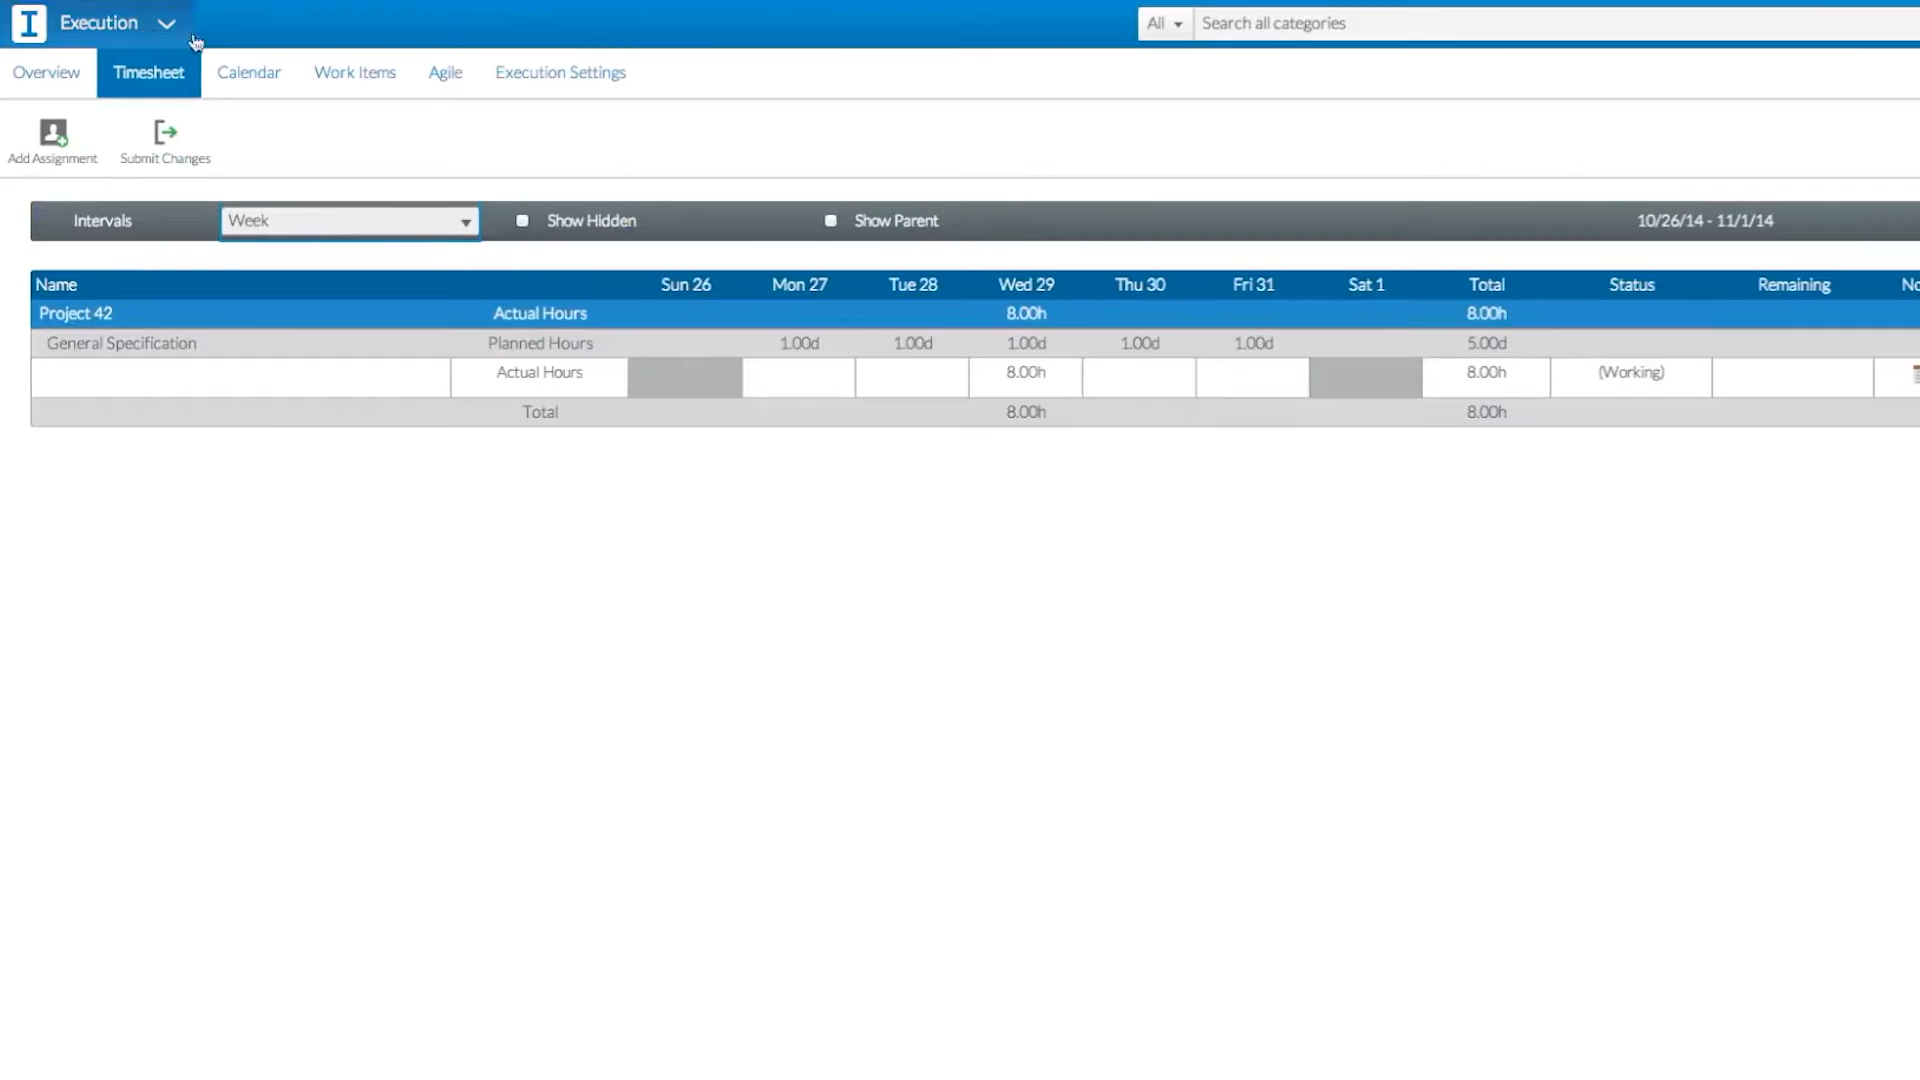 I Execution All Search all categories
Overview Timesheet Calendar Work Items Agile Execution Settings
Add Assignment Submit Changes
Intervals Week Show Hidden Show Parent 10/26/14 - 11/1/14
Name Sun 26 Mon 27 Tue 28 Wed 29 Thu 30 Fri 31 Sat 1 Total Status Remaining
Project 42 Actual Hours 8.00h 8.00h
General Specification Planned Hours 1.00d 1.00d 1.00d 1.00d 1.00d 5.00d
Actual Hours 8.00h 8.00h (Working)
Total 8.00h 8.00h